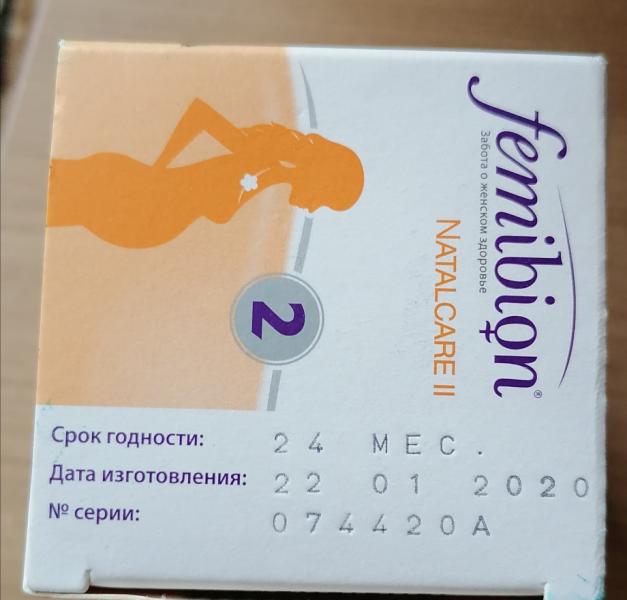 femibion®
Забота о женском здоровье
NATALCARE II
2
Срок годности: 24 МЕС.
Дата изготовления: 22 01 2020
№ серии: 074420A